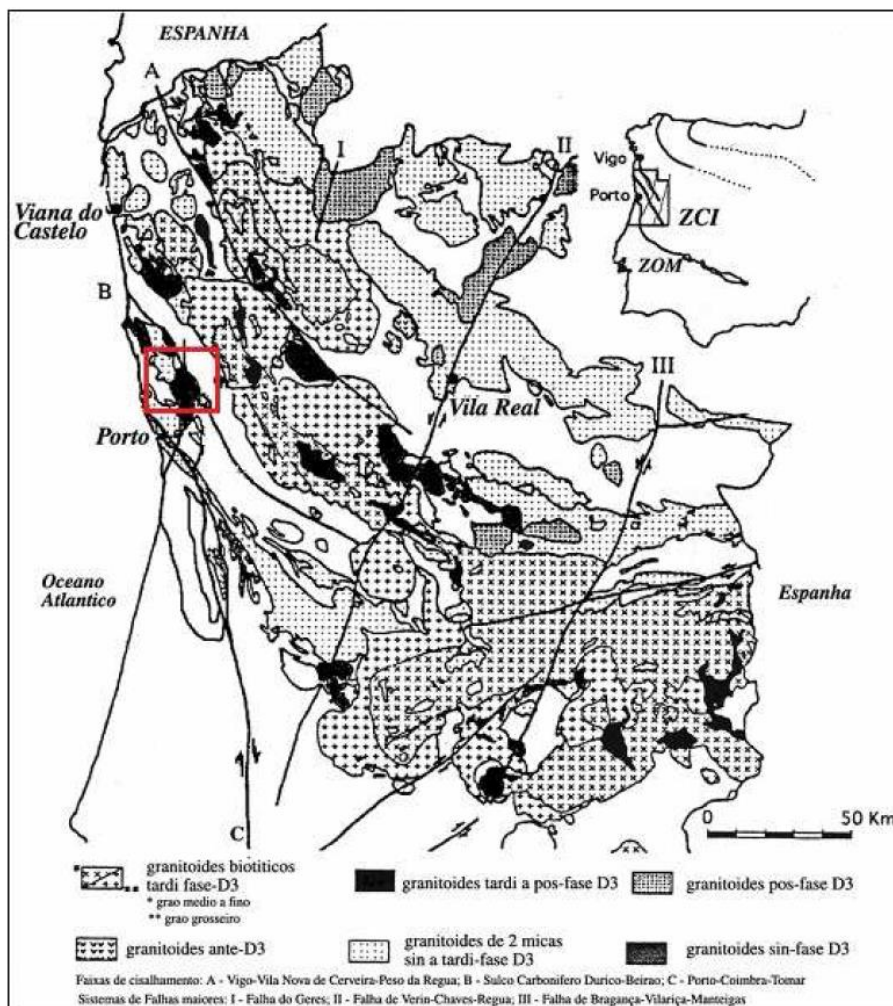 ESPANHA
A
I
II
Vigo
Porto
ZCI
ZOM
Viana do
Castelo
B
III
Vila Real
Porto
Oceano
Atlantico
Espanha
0 50 Km
C
granitoides biotiticos
tardi fase-D3
* grao medio a fino
** grao grosseiro
granitoides tardi a pos-fase D3
granitoides pos-fase D3
granitoides ante-D3
granitoides de 2 micas
sin a tardi-fase D3
granitoides sin-fase D3
Faixas de cisalhamento: A - Vigo-Vila Nova de Cerveira-Peso da Regua; B - Sulco Carbonifero Durico-Beirao; C - Porto-Coimbra-Tomar
Sistemas de Falhas maiores: I - Falha do Geres; II - Falha de Verin-Chaves-Regua; III - Falha de Bragança-Vilariça-Manteigas